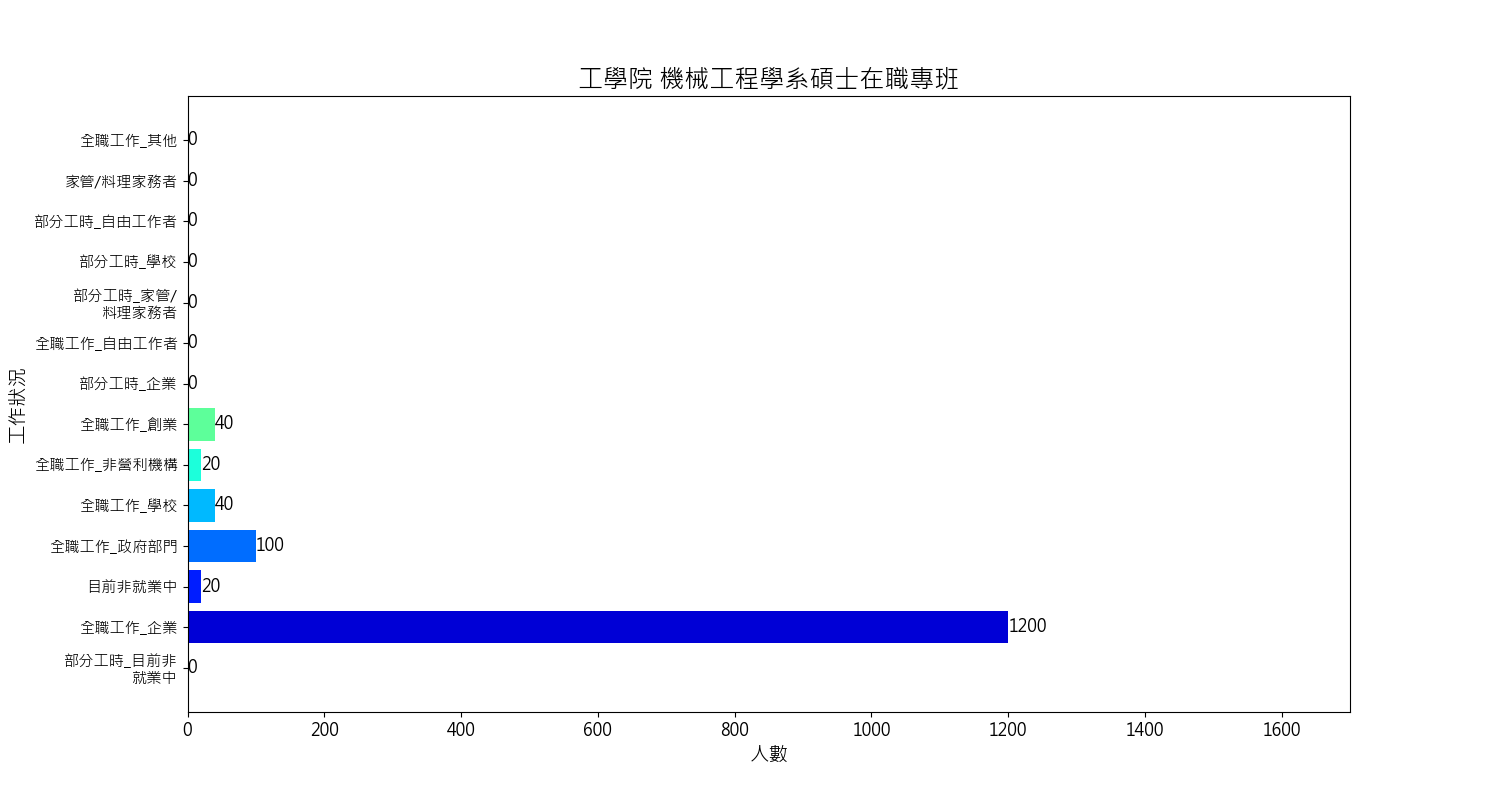 工學院 機械工程學系碩士在職專班
全職工作_其他
0
家管/料理家務者
0
部分工時_自由工作者
0
部分工時_學校
0
部分工時_家管/
料理家務者
0
全職工作_自由工作者
0
部分工時_企業
0
全職工作_創業
40
全職工作_非營利機構
20
全職工作_學校
40
全職工作_政府部門
100
目前非就業中
20
全職工作_企業
1200
部分工時_目前非
就業中
0
工作狀況
0
200
400
600
800
1000
1200
1400
1600
人數